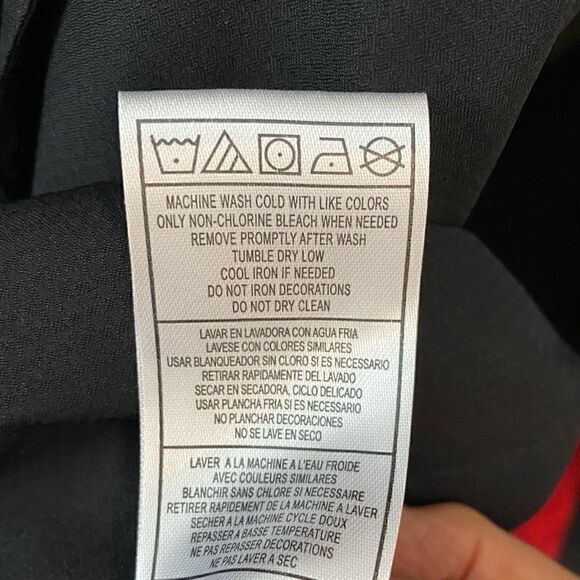 MACHINE WASH COLD WITH LIKE COLORS
ONLY NON-CHLORINE BLEACH WHEN NEEDED
REMOVE PROMPTLY AFTER WASH
TUMBLE DRY LOW
COOL IRON IF NEEDED
DO NOT IRON DECORATIONS
DO NOT DRY CLEAN
LAVAR EN LAVADORA CON AGUA FRIA
LAVESE CON COLORES SIMILARES
USAR BLANQUEADOR SIN CLORO SI ES NECESSARIO
RETIRAR RAPIDAMENTE DEL LAVADO
SECAR EN SECADORA, CICLO DELICADO
USAR PLANCHA FRIA SI ES NECESSARIO
NO PLANCHAR DECORACIONES
NO SE LAVE EN SECO
LAVER A LA MACHINE A L'EAU FROIDE
AVEC COULEURS SIMILARES
BLANCHIR SANS CHLORE SI NECESSAIRE
RETIRER RAPIDEMENT DE LA MACHINE A LAVER
SECHER A LA MACHINE CYCLE DOUX
REPASSER A BASSE TEMPERATURE
NE PAS REPASSER DECORATIONS
NE PAS LAVER A SEC